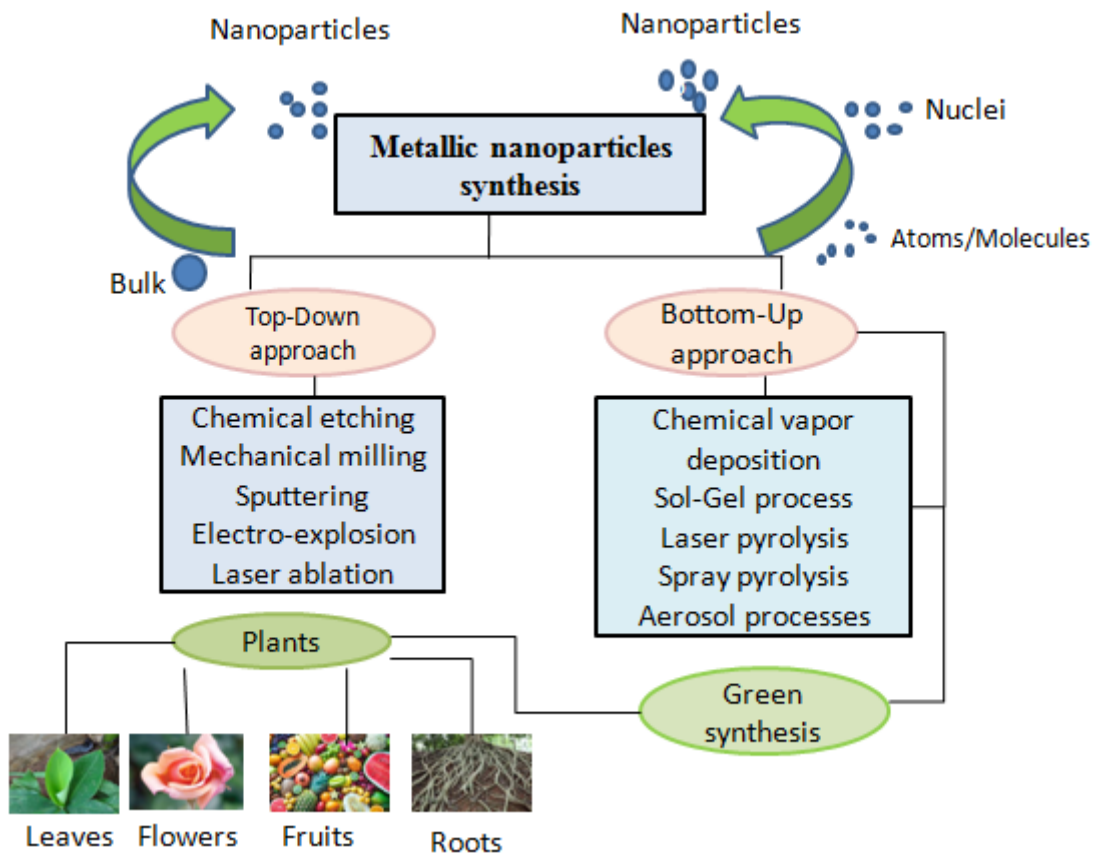 Nanoparticles
Nanoparticles
Nuclei
Metallic nanoparticles
synthesis
Atoms/Molecules
Bulk
Top-Down
approach
Bottom-Up
approach
Chemical etching
Mechanical milling
Sputtering
Electro-explosion
Laser ablation
Chemical vapor
deposition
Sol-Gel process
Laser pyrolysis
Spray pyrolysis
Aerosol processes
Plants
Green
synthesis
Leaves
Flowers
Fruits
Roots